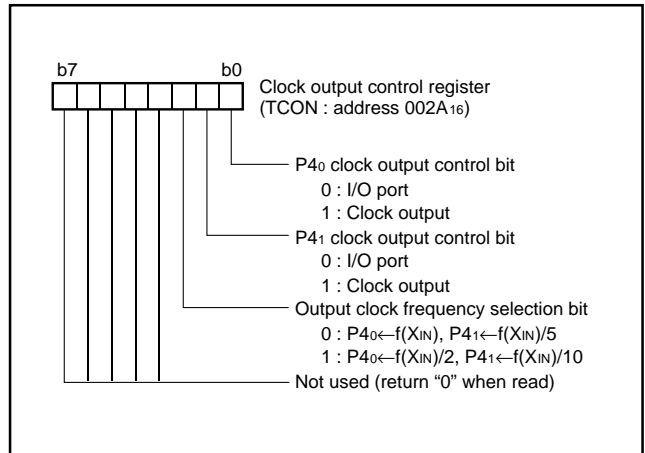 b7 b0
Clock output control register
(TCON : address 002A16)
P40 clock output control bit
0 : I/O port
1 : Clock output
P41 clock output control bit
0 : I/O port
1 : Clock output
Output clock frequency selection bit
0 : P40←f(XIN), P41←f(XIN)/5
1 : P40←f(XIN)/2, P41←f(XIN)/10
Not used (return “0” when read)